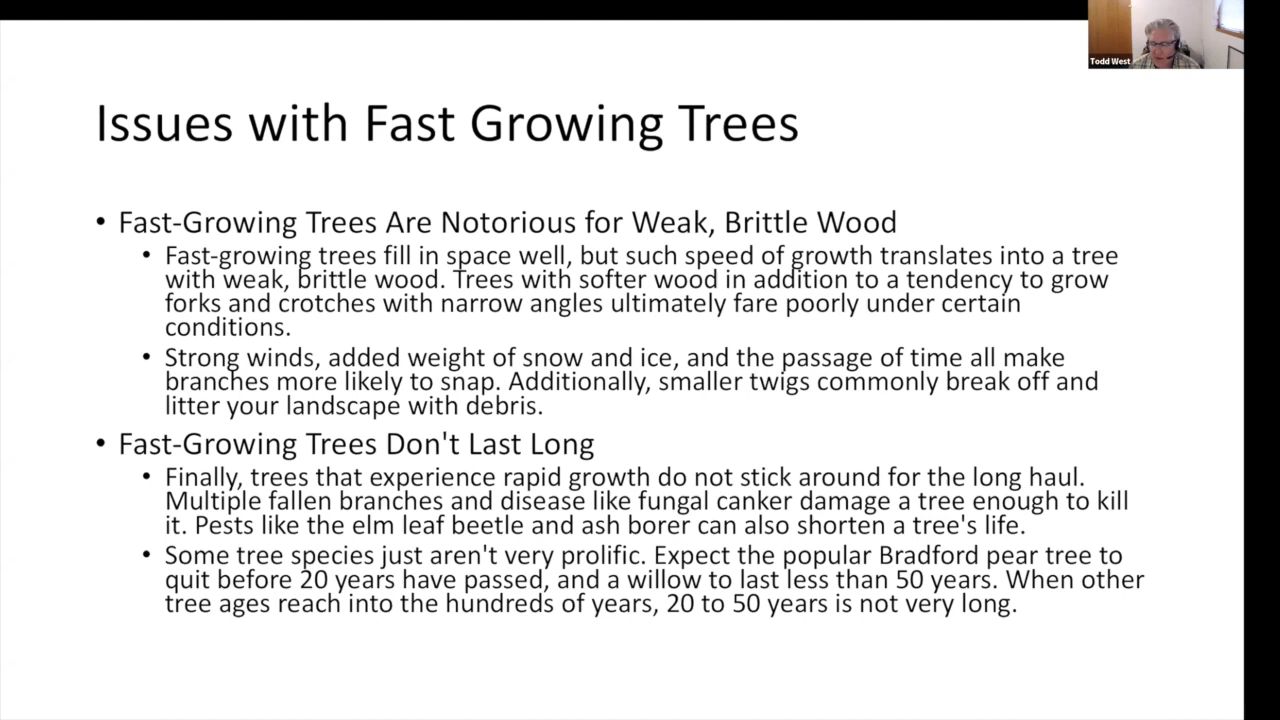 Todd West
Issues with Fast Growing Trees
• Fast-Growing Trees Are Notorious for Weak, Brittle Wood
• Fast-growing trees fill in space well, but such speed of growth translates into a tree
with weak, brittle wood. Trees with softer wood in addition to a tendency to grow
forks and crotches with narrow angles ultimately fare poorly under certain
conditions.
• Strong winds, added weight of snow and ice, and the passage of time all make
branches more likely to snap. Additionally, smaller twigs commonly break off and
litter your landscape with debris.
• Fast-Growing Trees Don't Last Long
• Finally, trees that experience rapid growth do not stick around for the long haul.
Multiple fallen branches and disease like fungal canker damage a tree enough to kill
it. Pests like the elm leaf beetle and ash borer can also shorten a tree's life.
• Some tree species just aren't very prolific. Expect the popular Bradford pear tree to
quit before 20 years have passed, and a willow to last less than 50 years. When other
tree ages reach into the hundreds of years, 20 to 50 years is not very long.